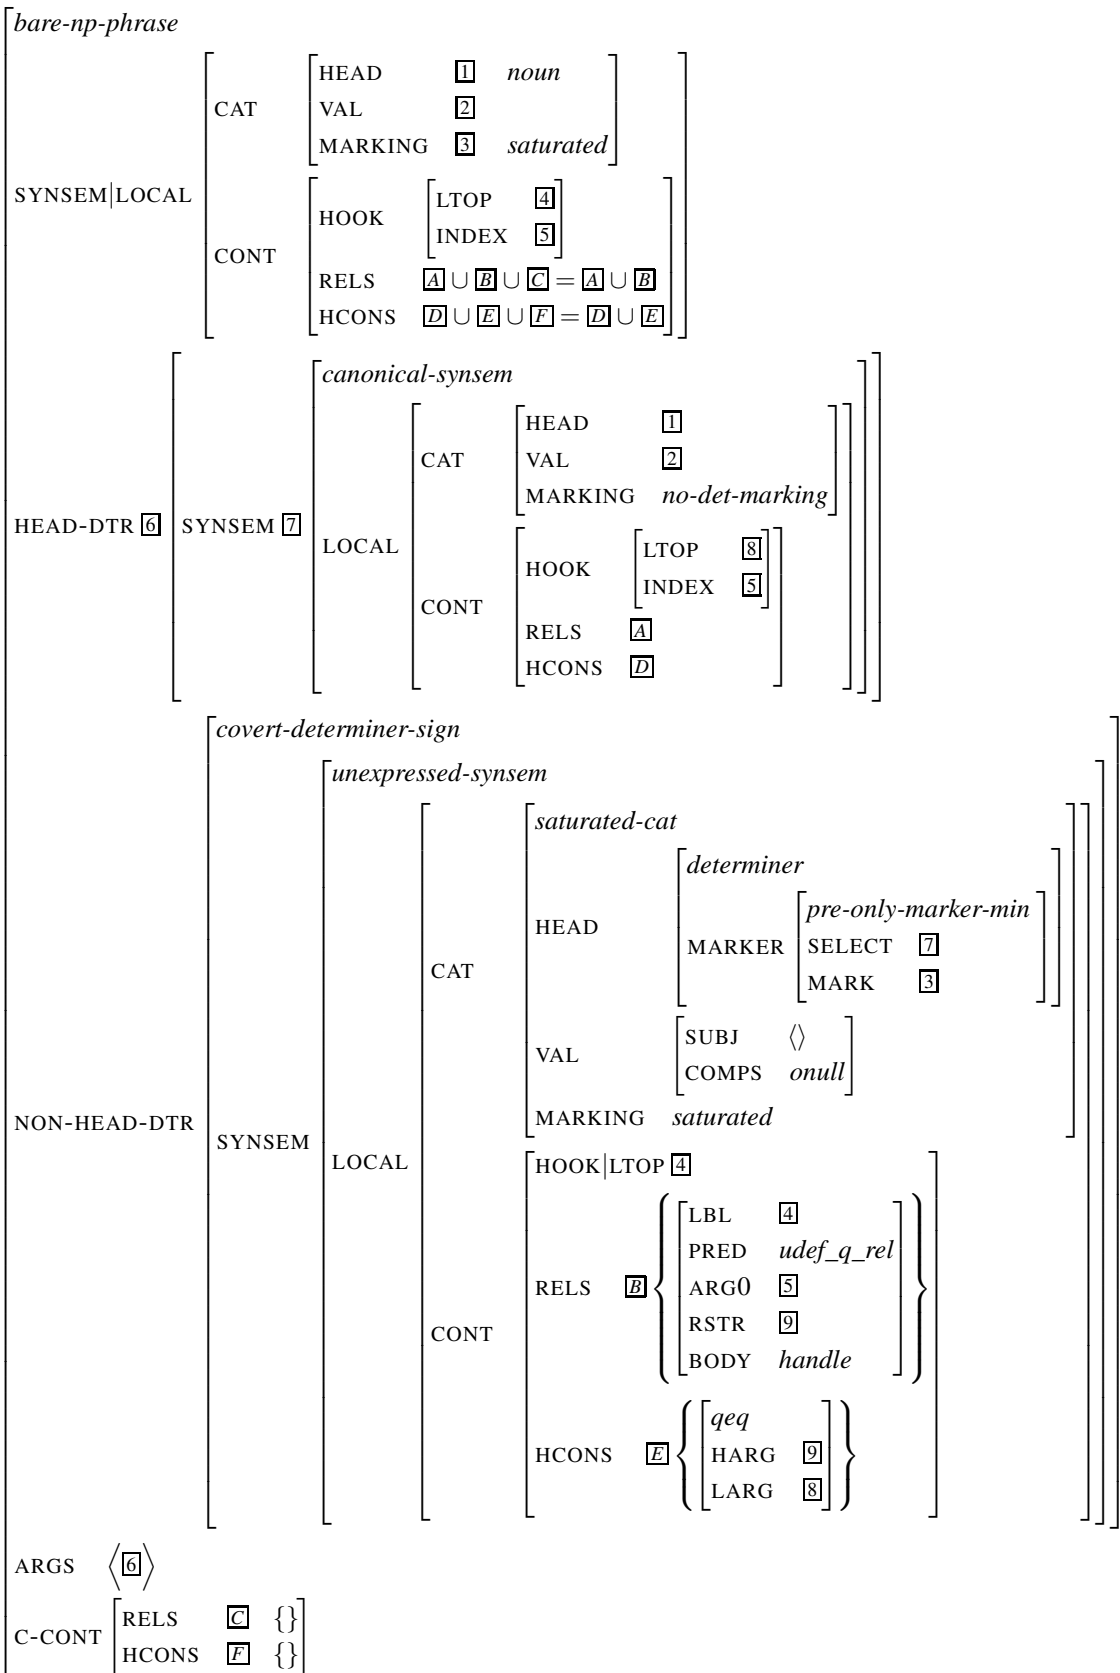 bare-np-phrase
HEAD 1 noun
CAT VAL 2
MARKING 3 saturated
SYNSEM|LOCAL
HOOK LTOP 4
INDEX 5
CONT
RELS A ∪ B ∪ C = A ∪ B
HCONS D ∪ E ∪ F = D ∪ E
canonical-synsem
HEAD 1
CAT VAL 2
MARKING no-det-marking
HEAD-DTR 6 SYNSEM 7 LOCAL
HOOK LTOP 8
INDEX 5
CONT
RELS A
HCONS D
covert-determiner-sign
unexpressed-synsem
saturated-cat
determiner
HEAD pre-only-marker-min
MARKER SELECT 7
CAT MARK 3
VAL SUBJ ⟨⟩
COMPS onull
NON-HEAD-DTR MARKING saturated
SYNSEM
LOCAL HOOK|LTOP 4
LBL 4
PRED udef_q_rel
RELS B ARG0 5
RSTR 9
CONT BODY handle
qeq
HCONS E HARG 9
LARG 8
ARGS ⟨6⟩
C-CONT RELS C {}
HCONS F {}